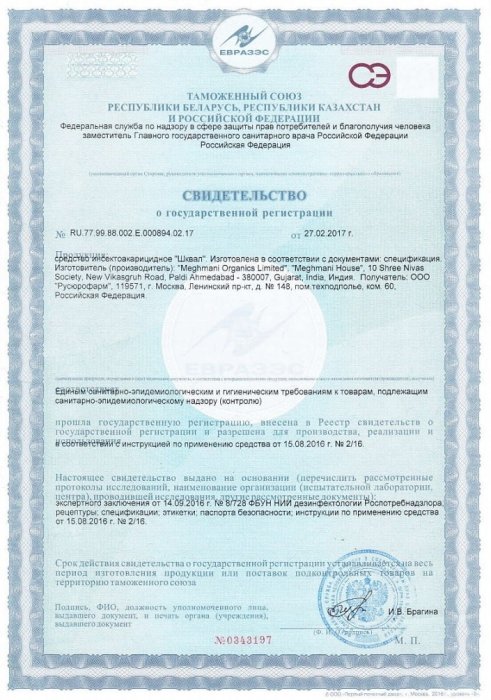 ЕВРАЗЭС
СЭ
ТАМОЖЕННЫЙ СОЮЗ
РЕСПУБЛИКИ БЕЛАРУСЬ, РЕСПУБЛИКИ КАЗАХСТАН
И РОССИЙСКОЙ ФЕДЕРАЦИИ
Федеральная служба по надзору в сфере защиты прав потребителей и благополучия человека
заместитель Главного государственного санитарного врача Российской Федерации
Российская Федерация
СВИДЕТЕЛЬСТВО
о государственной регистрации
№ RU.77.99.88.002.Е.000894.02.17 от 27.02.2017 г.
средство инсектоакарицидное "Шквал". Изготовлена в соответствии с документами: спецификация.
Изготовитель (производитель): "Meghmani Organics Limited". "Meghmani House", 10 Shree Nivas
Society, New Vikasgruh Road, Paldi Ahmedabad - 380007, Gujarat, India, Индия. Получатель: ООО
"Русюрофарм", 119571, г. Москва, Ленинский пр-кт, д. № 148, пом.техподполье, ком. 60,
Российская Федерация.
ЕВРАЗЭС
соответствует
Единым санитарно-эпидемиологическим и гигиеническим требованиям к товарам, подлежащим
санитарно-эпидемиологическому надзору (контролю)
прошла государственную регистрацию, внесена в Реестр свидетельств о
государственной регистрации и разрешена для производства, реализации и
использования
в соответствии с инструкцией по применению средства от 15.08.2016 г. № 2/16.
Настоящее свидетельство выдано на основании (перечислить рассмотренные
протоколы исследований, наименование организации (испытательной лаборатории,
центра), проводившей исследования, другие рассмотренные документы):
экспертного заключения от 14.09.2016 г. № 8/728 ФБУН НИИ дезинфектологии Роспотребнадзора,
рецептуры; спецификации; этикетки; паспорта безопасности; инструкции по применению средства
от 15.08.2016 г. № 2/16.
Срок действия свидетельства о государственной регистрации устанавливается на весь
период изготовления продукции или поставок подконтрольных товаров на
территорию таможенного союза
Подпись, ФИО, должность уполномоченного лица,
выдавшего документ, и печать органа (учреждения),
выдавшего документ
И.В. Брагина
№0343197
М. П.